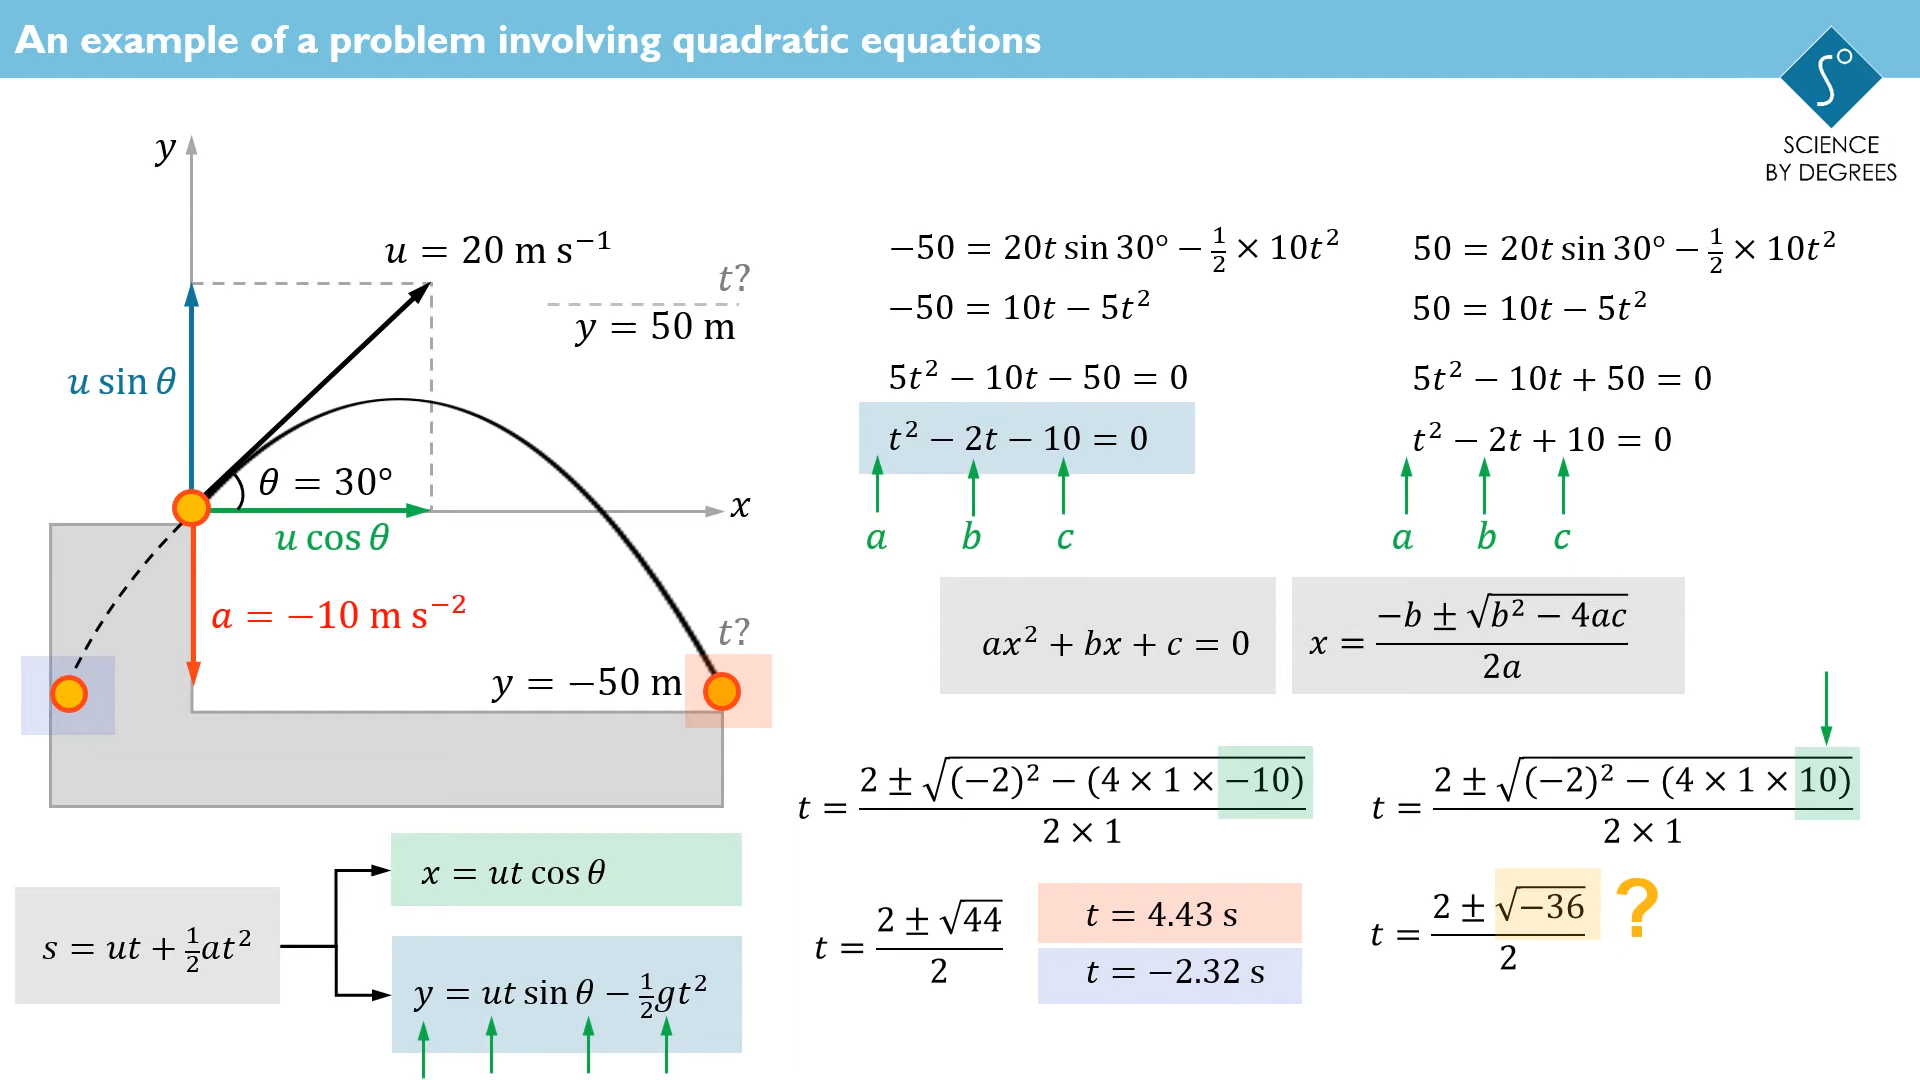 An example of a problem involving quadratic equations
SCIENCE
BY DEGREES
y
u = 20 m s⁻¹
t?
y = 50 m
u sin θ
θ = 30°
x
u cos θ
a = −10 m s⁻²
t?
y = −50 m
s = ut + ½at²
x = ut cos θ
y = ut sin θ − ½gt²
−50 = 20t sin 30° − ½ × 10t²
−50 = 10t − 5t²
5t² − 10t − 50 = 0
t² − 2t − 10 = 0
a b c
50 = 20t sin 30° − ½ × 10t²
50 = 10t − 5t²
5t² − 10t + 50 = 0
t² − 2t + 10 = 0
a b c
ax² + bx + c = 0
x = (−b ± √(b² − 4ac)) / 2a
t = (2 ± √((−2)² − (4 × 1 × −10))) / (2 × 1)
t = (2 ± √44) / 2
t = 4.43 s
t = −2.32 s
t = (2 ± √((−2)² − (4 × 1 × 10))) / (2 × 1)
t = (2 ± √−36) / 2
?